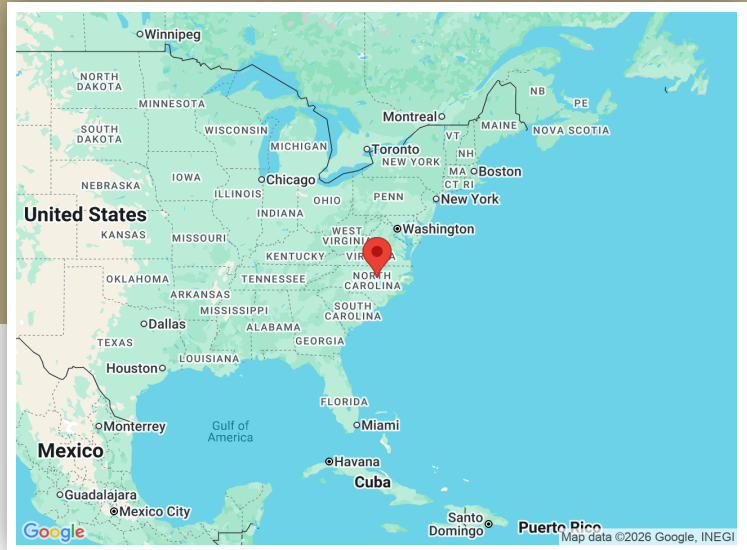 Winnipeg
NORTH
DAKOTA
MINNESOTA
Montreal
NB
PE
MAINE
NOVA SCOTIA
SOUTH
DAKOTA
WISCONSIN
MICHIGAN
Toronto
VT
NH
NEW YORK
MA
Boston
CT RI
NEBRASKA
IOWA
Chicago
ILLINOIS
OHIO
PENN
New York
INDIANA
United States
KANSAS
MISSOURI
WEST
VIRGINIA
Washington
KENTUCKY
OKLAHOMA
TENNESSEE
NORTH
CAROLINA
ARKANSAS
MISSISSIPPI
SOUTH
CAROLINA
Dallas
ALABAMA
TEXAS
GEORGIA
LOUISIANA
Houston
FLORIDA
Monterrey
Gulf of
America
Miami
Mexico
Havana
Cuba
Guadalajara
Mexico City
Santo
Domingo
Puerto Rico
Google
Map data ©2026 Google, INEGI